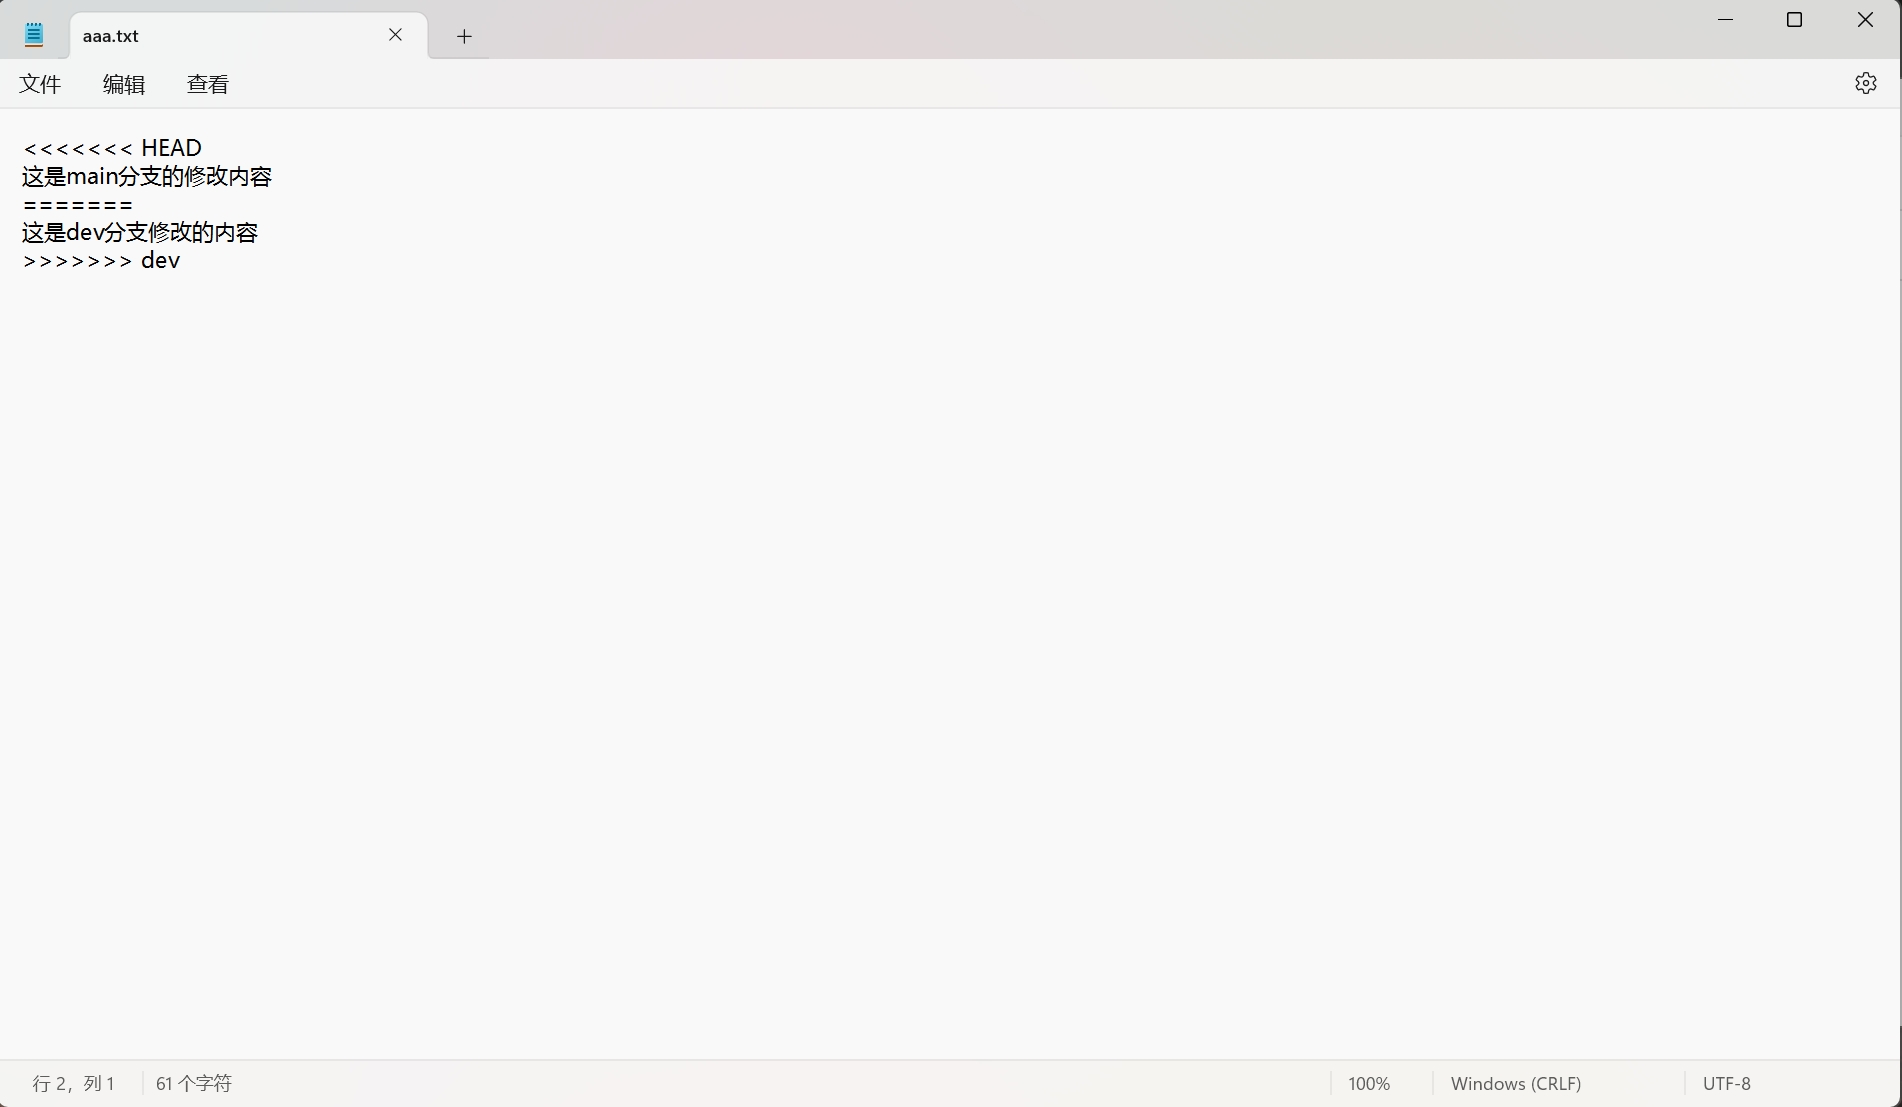 aaa.txt
文件 编辑 查看
<<<<<<< HEAD
这是main分支的修改内容
=======
这是dev分支修改的内容
>>>>>>> dev
行 2，列 1 61 个字符 100% Windows (CRLF) UTF-8